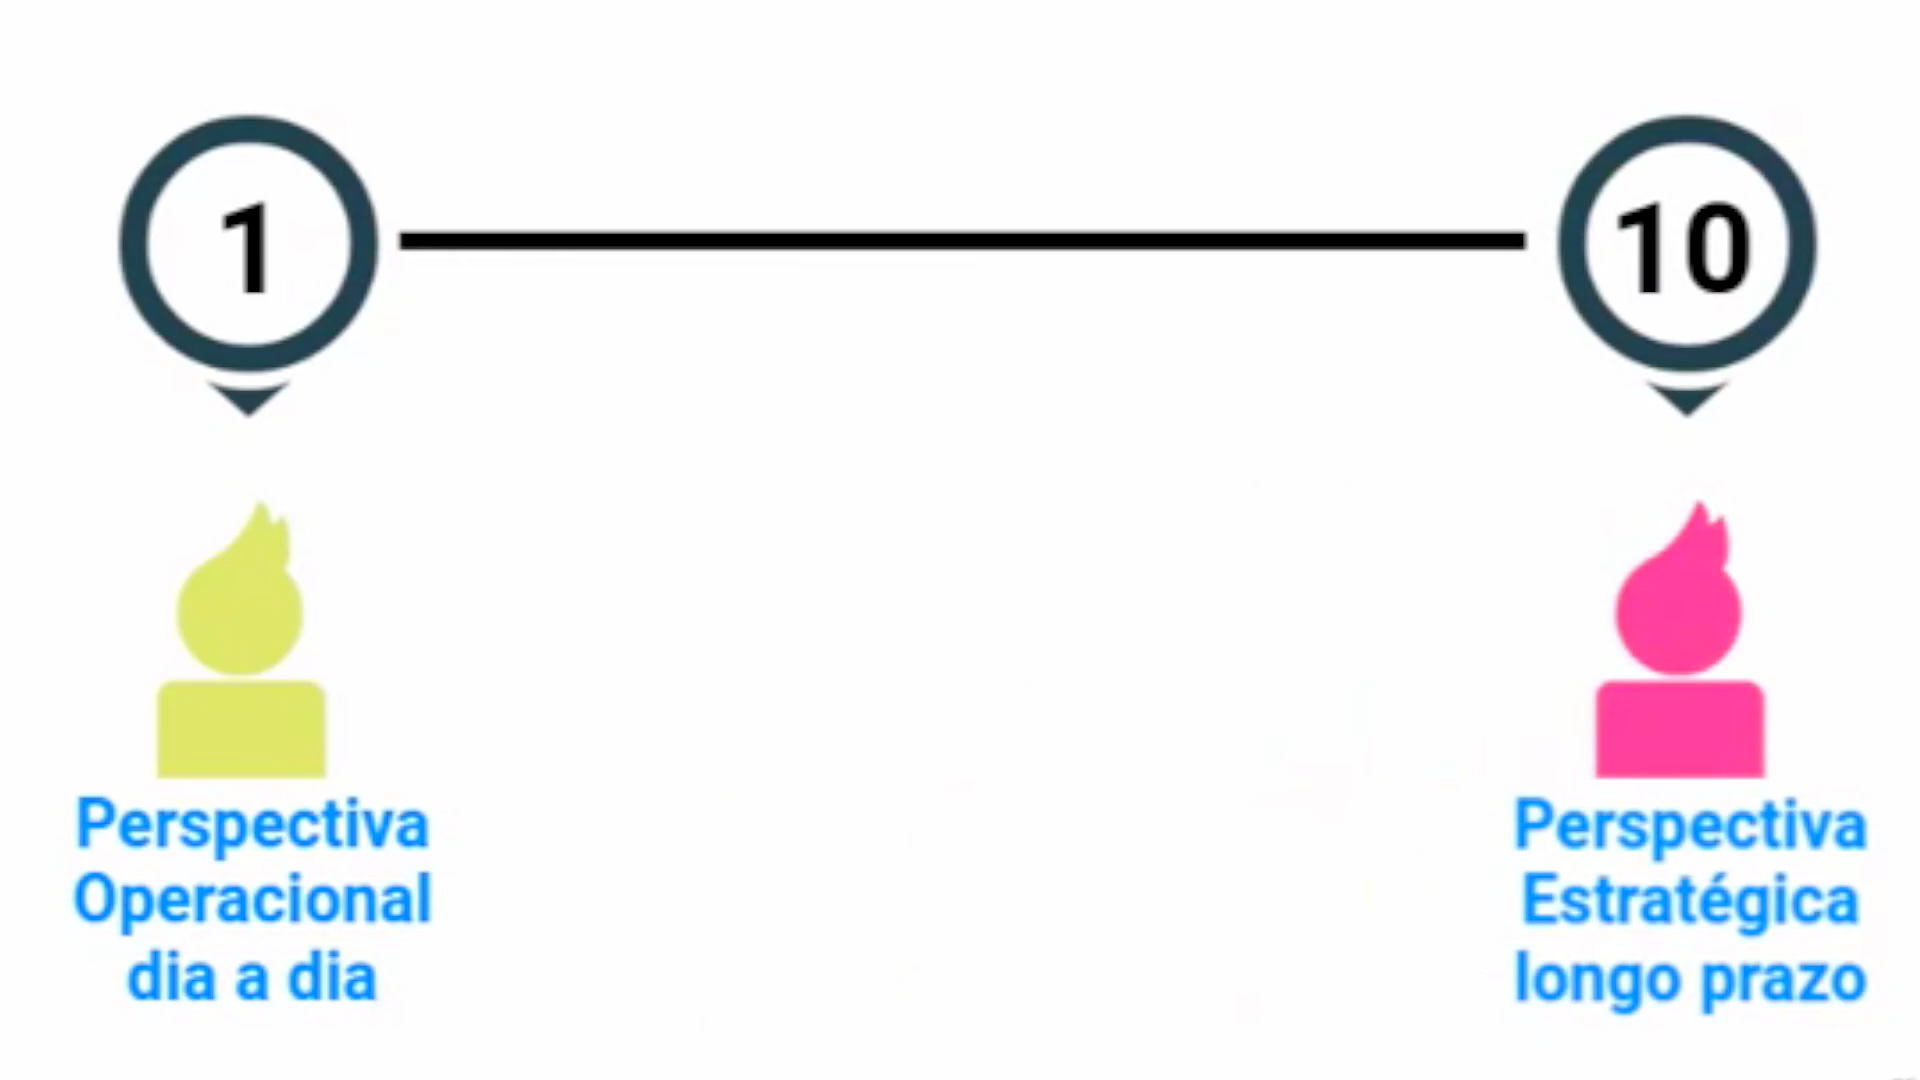 1
10
Perspectiva
Operacional
dia a dia
Perspectiva
Estratégica
longo prazo